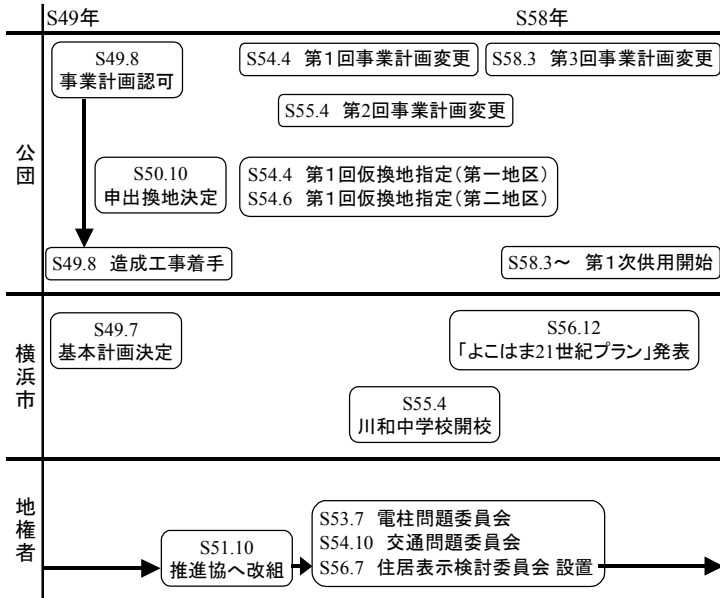 S49年
S58年
公団
S49.8
事業計画認可
S54.4 第1回事業計画変更
S58.3 第3回事業計画変更
S55.4 第2回事業計画変更
S50.10
申出換地決定
S54.4 第1回仮換地指定(第一地区)
S54.6 第1回仮換地指定(第二地区)
S49.8 造成工事着手
S58.3~ 第1次供用開始
横浜市
S49.7
基本計画決定
S56.12
「よこはま21世紀プラン」発表
S55.4
川和中学校開校
地権者
S51.10
推進協へ改組
S53.7 電柱問題委員会
S54.10 交通問題委員会
S56.7 住居表示検討委員会 設置